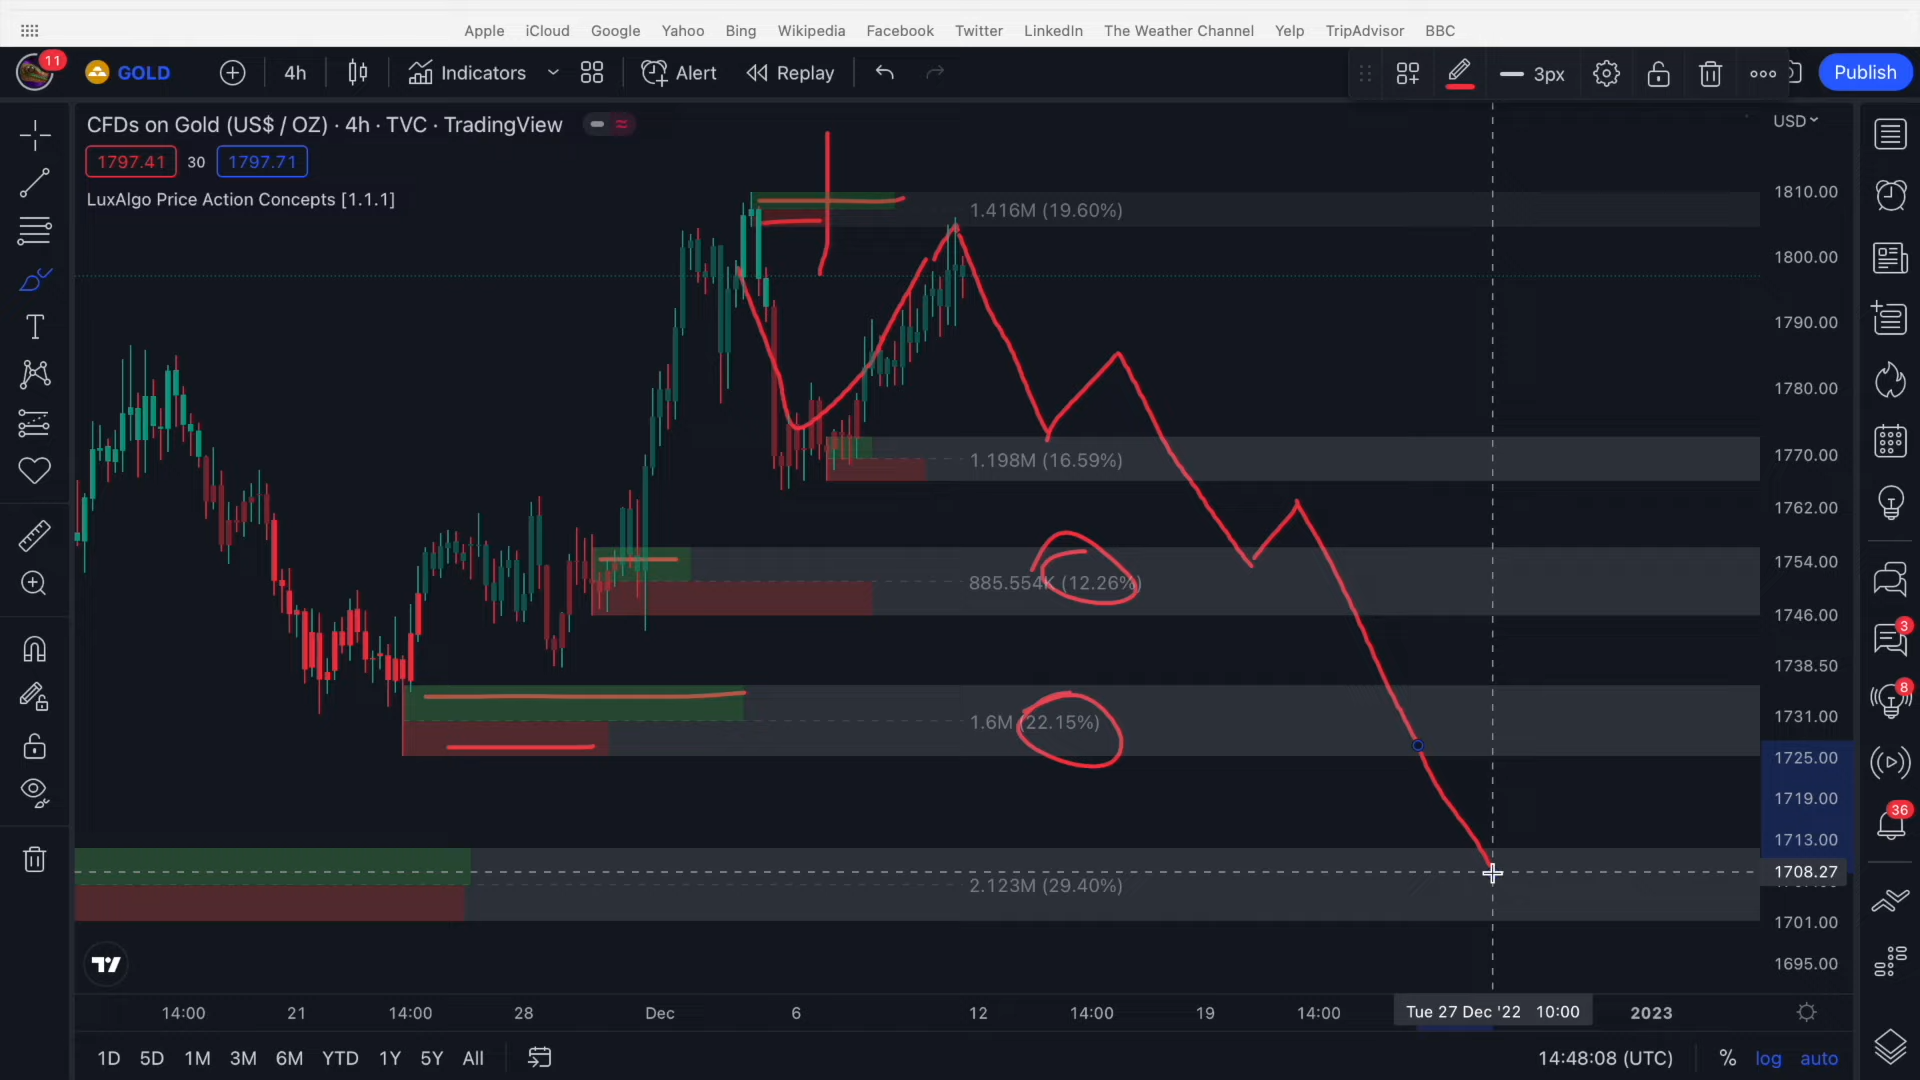 Apple iCloud Google Yahoo Bing Wikipedia Facebook Twitter LinkedIn The Weather Channel Yelp TripAdvisor BBC
11 GOLD 4h Indicators Alert Replay 3px Publish
CFDs on Gold (US$ / OZ) · 4h · TVC · TradingView
USD
1797.41 30 1797.71
LuxAlgo Price Action Concepts [1.1.1]
1810.00
1.416M (19.60%)
1800.00
1790.00
1780.00
1770.00
1.198M (16.59%)
1762.00
1754.00
885.554K (12.26%)
1746.00
3
1738.50
8
1731.00
1.6M (22.15%)
1725.00
1719.00
36
1713.00
1708.27
2.123M (29.40%)
1701.00
1695.00
14:00 21 14:00 28 Dec 6 12 14:00 19 14:00 Tue 27 Dec '22 10:00 2023
1D 5D 1M 3M 6M YTD 1Y 5Y All 14:48:08 (UTC) % log auto